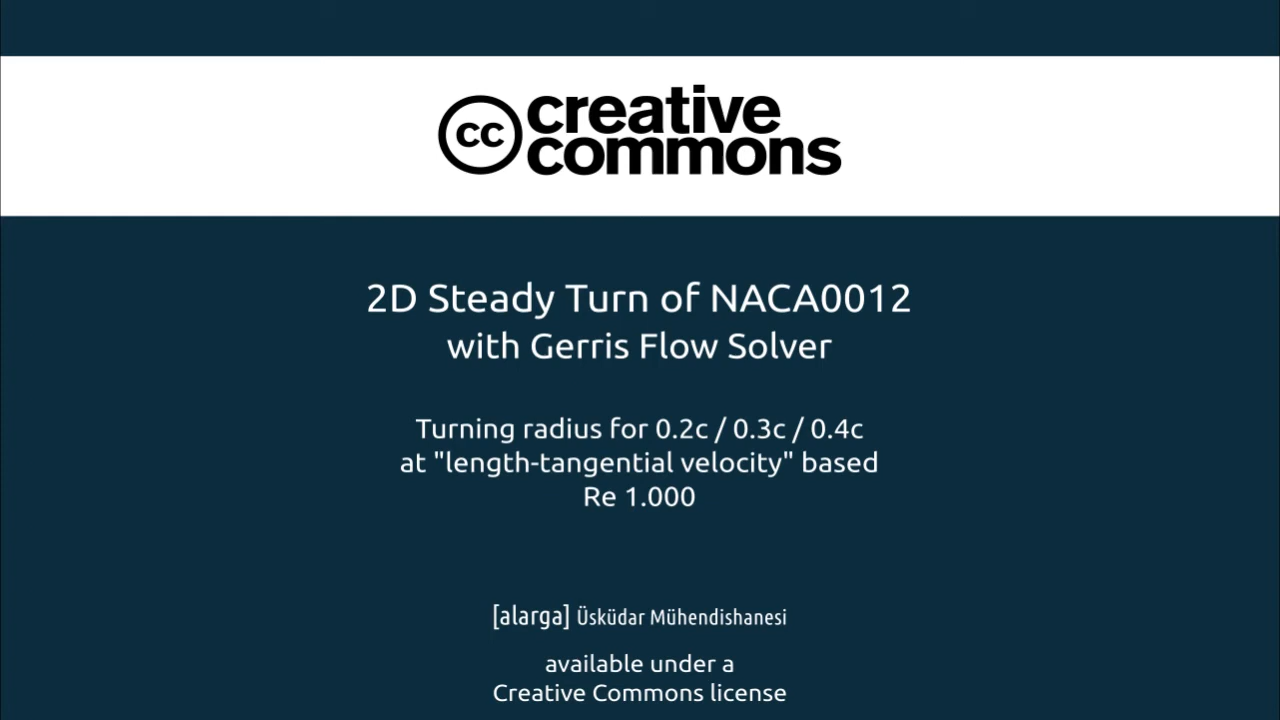 cc creative
commons
2D Steady Turn of NACA0012
with Gerris Flow Solver
Turning radius for 0.2c / 0.3c / 0.4c
at "length-tangential velocity" based
Re 1.000
[alarga] Üsküdar Mühendishanesi
available under a
Creative Commons license